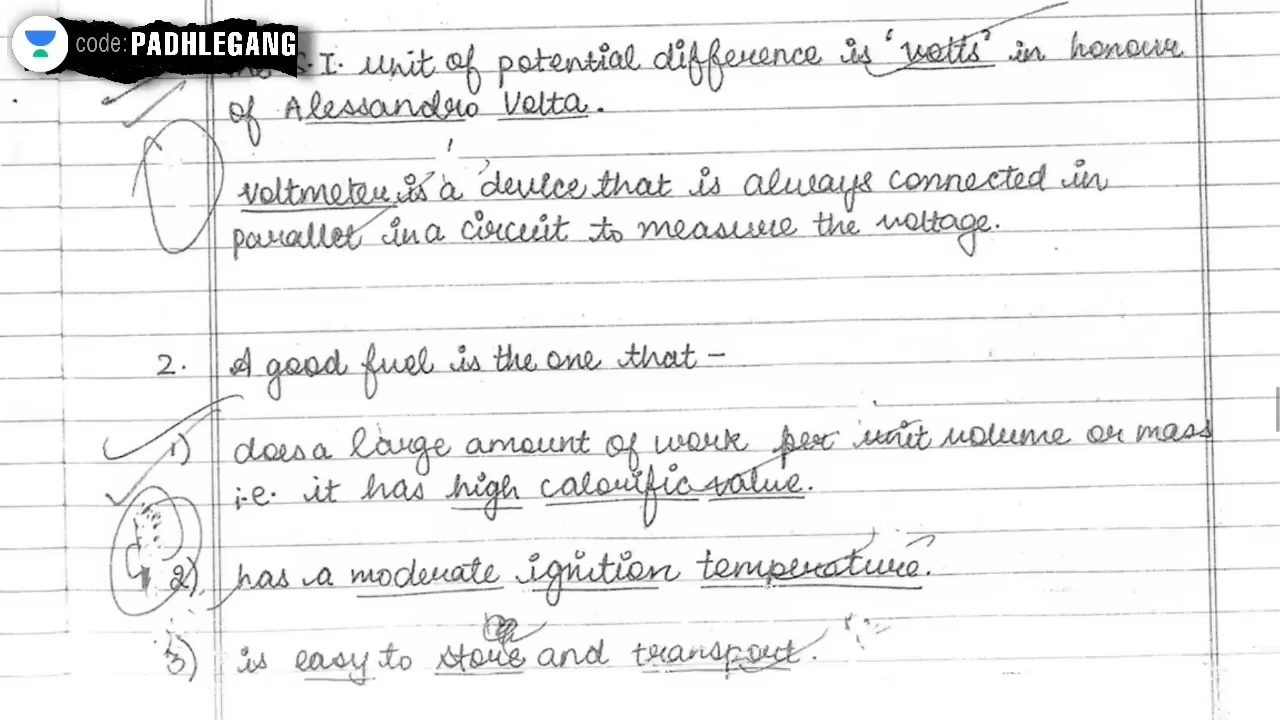 code: PADHLEGANG
S.I. unit of potential difference is 'volts' in honour
of Alessandro Volta.
voltmeter is a device that is always connected in
parallel in a circuit to measure the voltage.
2. A good fuel is the one that -
1) does a large amount of work per unit volume or mass
i.e. it has high calorific value.
2) has a moderate ignition temperature.
3) is easy to store and transport.